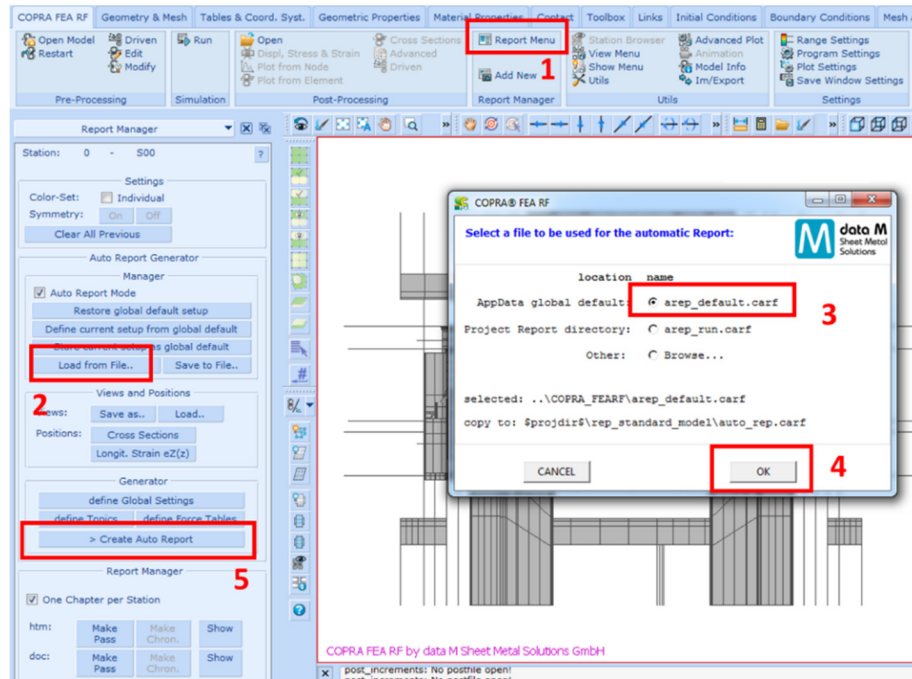 COPRA FEA RF Geometry & Mesh Tables & Coord. Syst. Geometric Properties Material Properties Contact Toolbox Links Initial Conditions Boundary Conditions Mesh
Open Model Driven Run Open Cross Sections Report Menu Station Browser Advanced Plot Range Settings
Restart Edit Displ, Stress & Strain Advanced View Menu Animation Program Settings
Modify Plot from Node Driven Show Menu Model Info Plot Settings
Plot from Element Add New 1 Utils Im/Export Save Window Settings
Pre-Processing Simulation Post-Processing Report Manager Utils Settings
Report Manager
Station: 0 - S00 ?
Settings
Color-Set: Individual
Symmetry: On Off
Clear All Previous
Auto Report Generator
Manager
Auto Report Mode
Restore global default setup
Define current setup from global default
Store current setup as global default
Load from File.. Save to File..
2
Views and Positions
Views: Save as.. Load..
Positions: Cross Sections
Longit. Strain eZ(z)
Generator
define Global Settings
define Topics define Force Tables
> Create Auto Report
5
Report Manager
One Chapter per Station
htm: Make Pass Make Chron. Show
doc: Make Pass Make Chron. Show
COPRA® FEA RF
Select a file to be used for the automatic Report:
data M
Sheet Metal
Solutions
location name
AppData global default: arep_default.carf
3
Project Report directory: arep_run.carf
Other: Browse...
selected: ..\COPRA_FEARF\arep_default.carf
copy to: $projdir$\rep_standard_model\auto_rep.carf
CANCEL OK
4
COPRA FEA RF by data M Sheet Metal Solutions GmbH
post_increments: No postfile open!
post_increments: No postfile open!